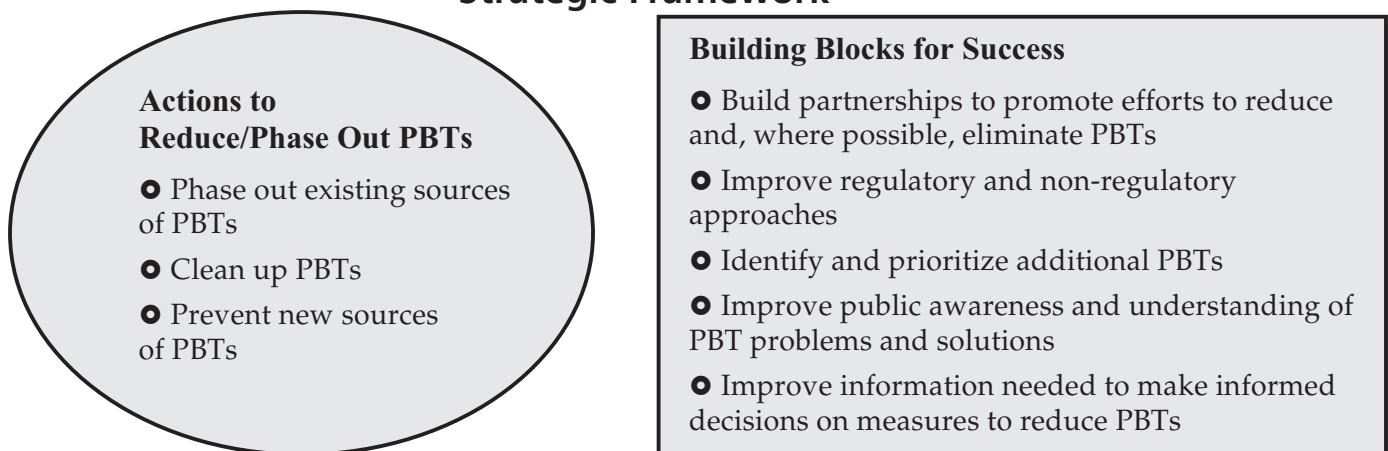 Strategic Framework
Actions to
Reduce/Phase Out PBTs
🞇 Phase out existing sources
of PBTs
🞇 Clean up PBTs
🞇 Prevent new sources
of PBTs
Building Blocks for Success
🞇 Build partnerships to promote efforts to reduce
and, where possible, eliminate PBTs
🞇 Improve regulatory and non-regulatory
approaches
🞇 Identify and prioritize additional PBTs
🞇 Improve public awareness and understanding of
PBT problems and solutions
🞇 Improve information needed to make informed
decisions on measures to reduce PBTs